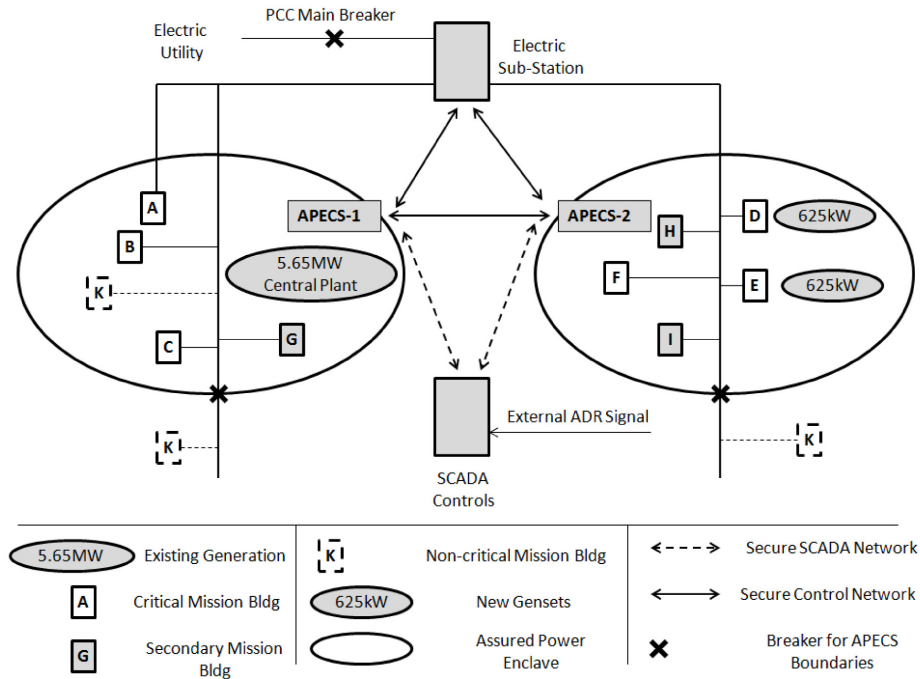 PCC Main Breaker
Electric
Utility
Electric
Sub-Station
A
APECS-1
APECS-2
D
625kW
H
B
5.65MW
Central Plant
F
E
625kW
K
C
G
I
External ADR Signal
K
K
SCADA
Controls
5.65MW
Existing Generation
K
Non-critical Mission Bldg
Secure SCADA Network
A
Critical Mission Bldg
625kW
New Gensets
Secure Control Network
G
Secondary Mission
Bldg
Assured Power
Enclave
Breaker for APECS
Boundaries